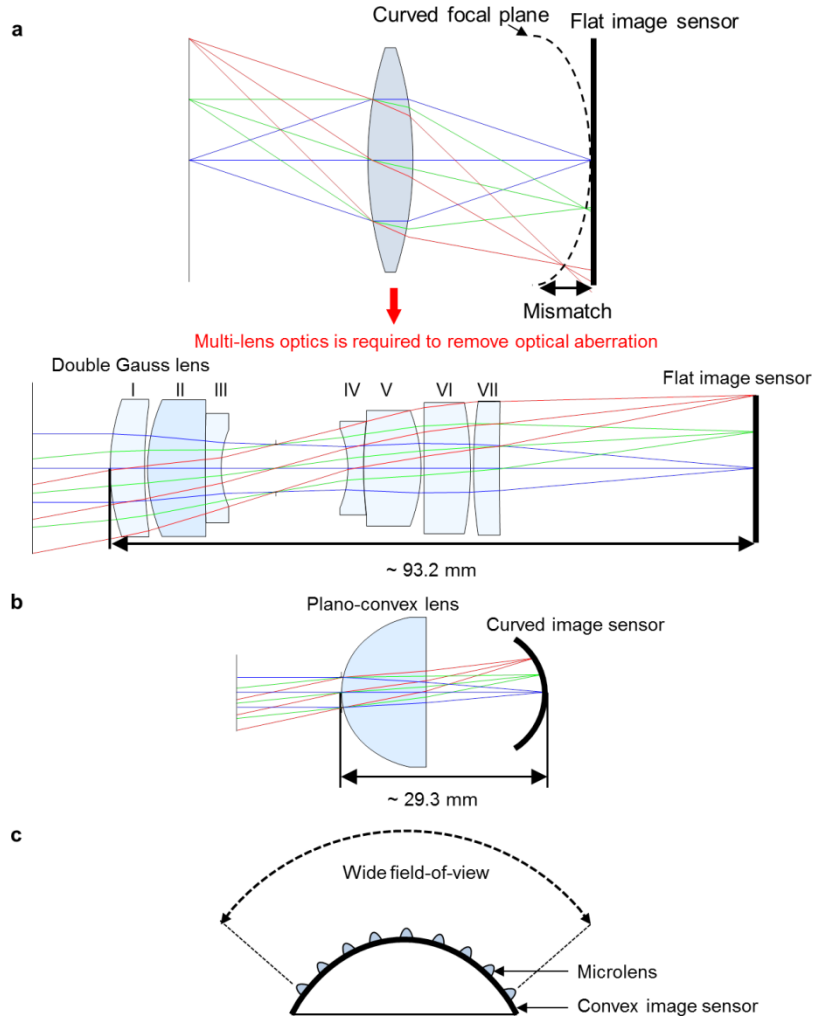 a
Curved focal plane
Flat image sensor
Mismatch
Multi-lens optics is required to remove optical aberration
Double Gauss lens
I II III IV V VI VII
Flat image sensor
~ 93.2 mm
b
Plano-convex lens
Curved image sensor
~ 29.3 mm
c
Wide field-of-view
Microlens
Convex image sensor